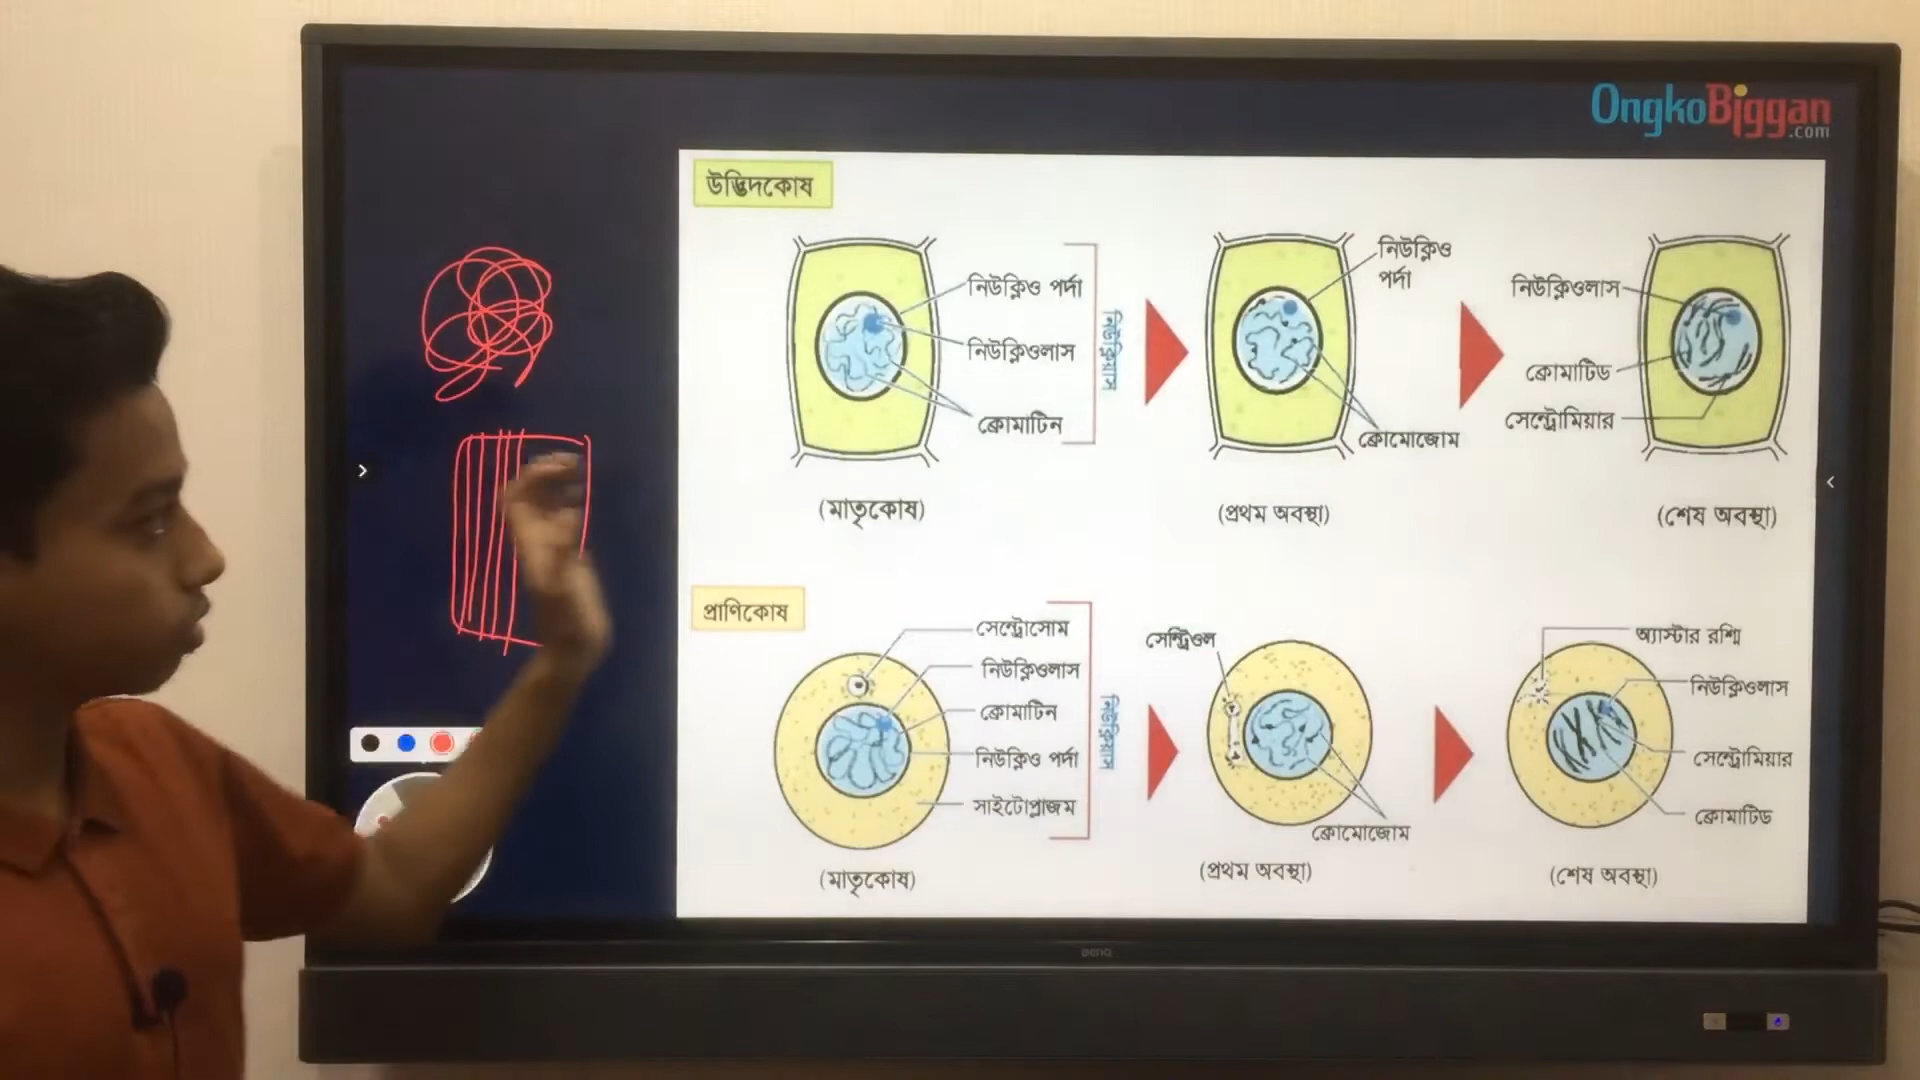 OngkoBiggan
.com
উদ্ভিদকোষ
নিউক্লিও পর্দা
নিউক্লিওলাস
ক্রোমাটিন
নিউক্লিয়াস
(মাতৃকোষ)
নিউক্লিও
পর্দা
ক্রোমোজোম
(প্রথম অবস্থা)
নিউক্লিওলাস
ক্রোমাটিড
সেন্ট্রোমিয়ার
(শেষ অবস্থা)
প্রাণিকোষ
সেন্ট্রোসোম
নিউক্লিওলাস
ক্রোমাটিন
নিউক্লিও পর্দা
সাইটোপ্লাজম
নিউক্লিয়াস
(মাতৃকোষ)
সেন্ট্রিওল
ক্রোমোজোম
(প্রথম অবস্থা)
অ্যাস্টার রশ্মি
নিউক্লিওলাস
সেন্ট্রোমিয়ার
ক্রোমাটিড
(শেষ অবস্থা)
BenQ